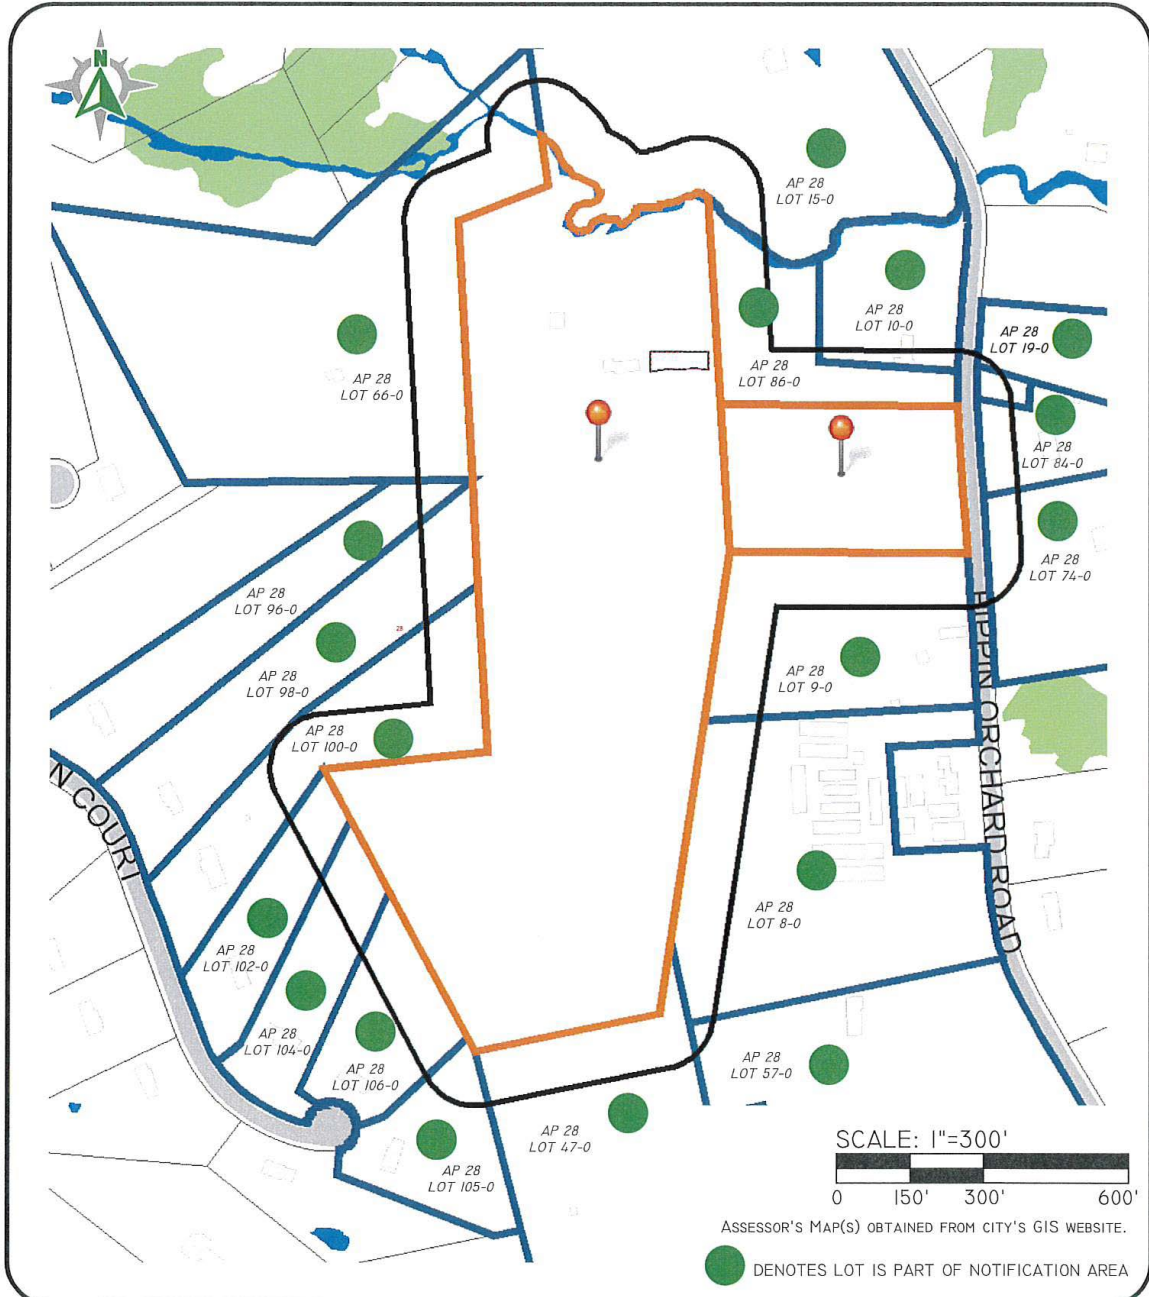 N
AP 28
LOT 15-0
AP 28
LOT 10-0
AP 28
LOT 19-0
AP 28
LOT 66-0
AP 28
LOT 86-0
AP 28
LOT 84-0
AP 28
LOT 74-0
AP 28
LOT 96-0
28
AP 28
LOT 98-0
AP 28
LOT 9-0
AP 28
LOT 100-0
HIPPIN ORCHARD ROAD
N COURT
AP 28
LOT 8-0
AP 28
LOT 102-0
AP 28
LOT 104-0
AP 28
LOT 106-0
AP 28
LOT 57-0
AP 28
LOT 47-0
AP 28
LOT 105-0
SCALE: 1"=300'
0 150' 300' 600'
ASSESSOR'S MAP(S) OBTAINED FROM CITY'S GIS WEBSITE.
DENOTES LOT IS PART OF NOTIFICATION AREA